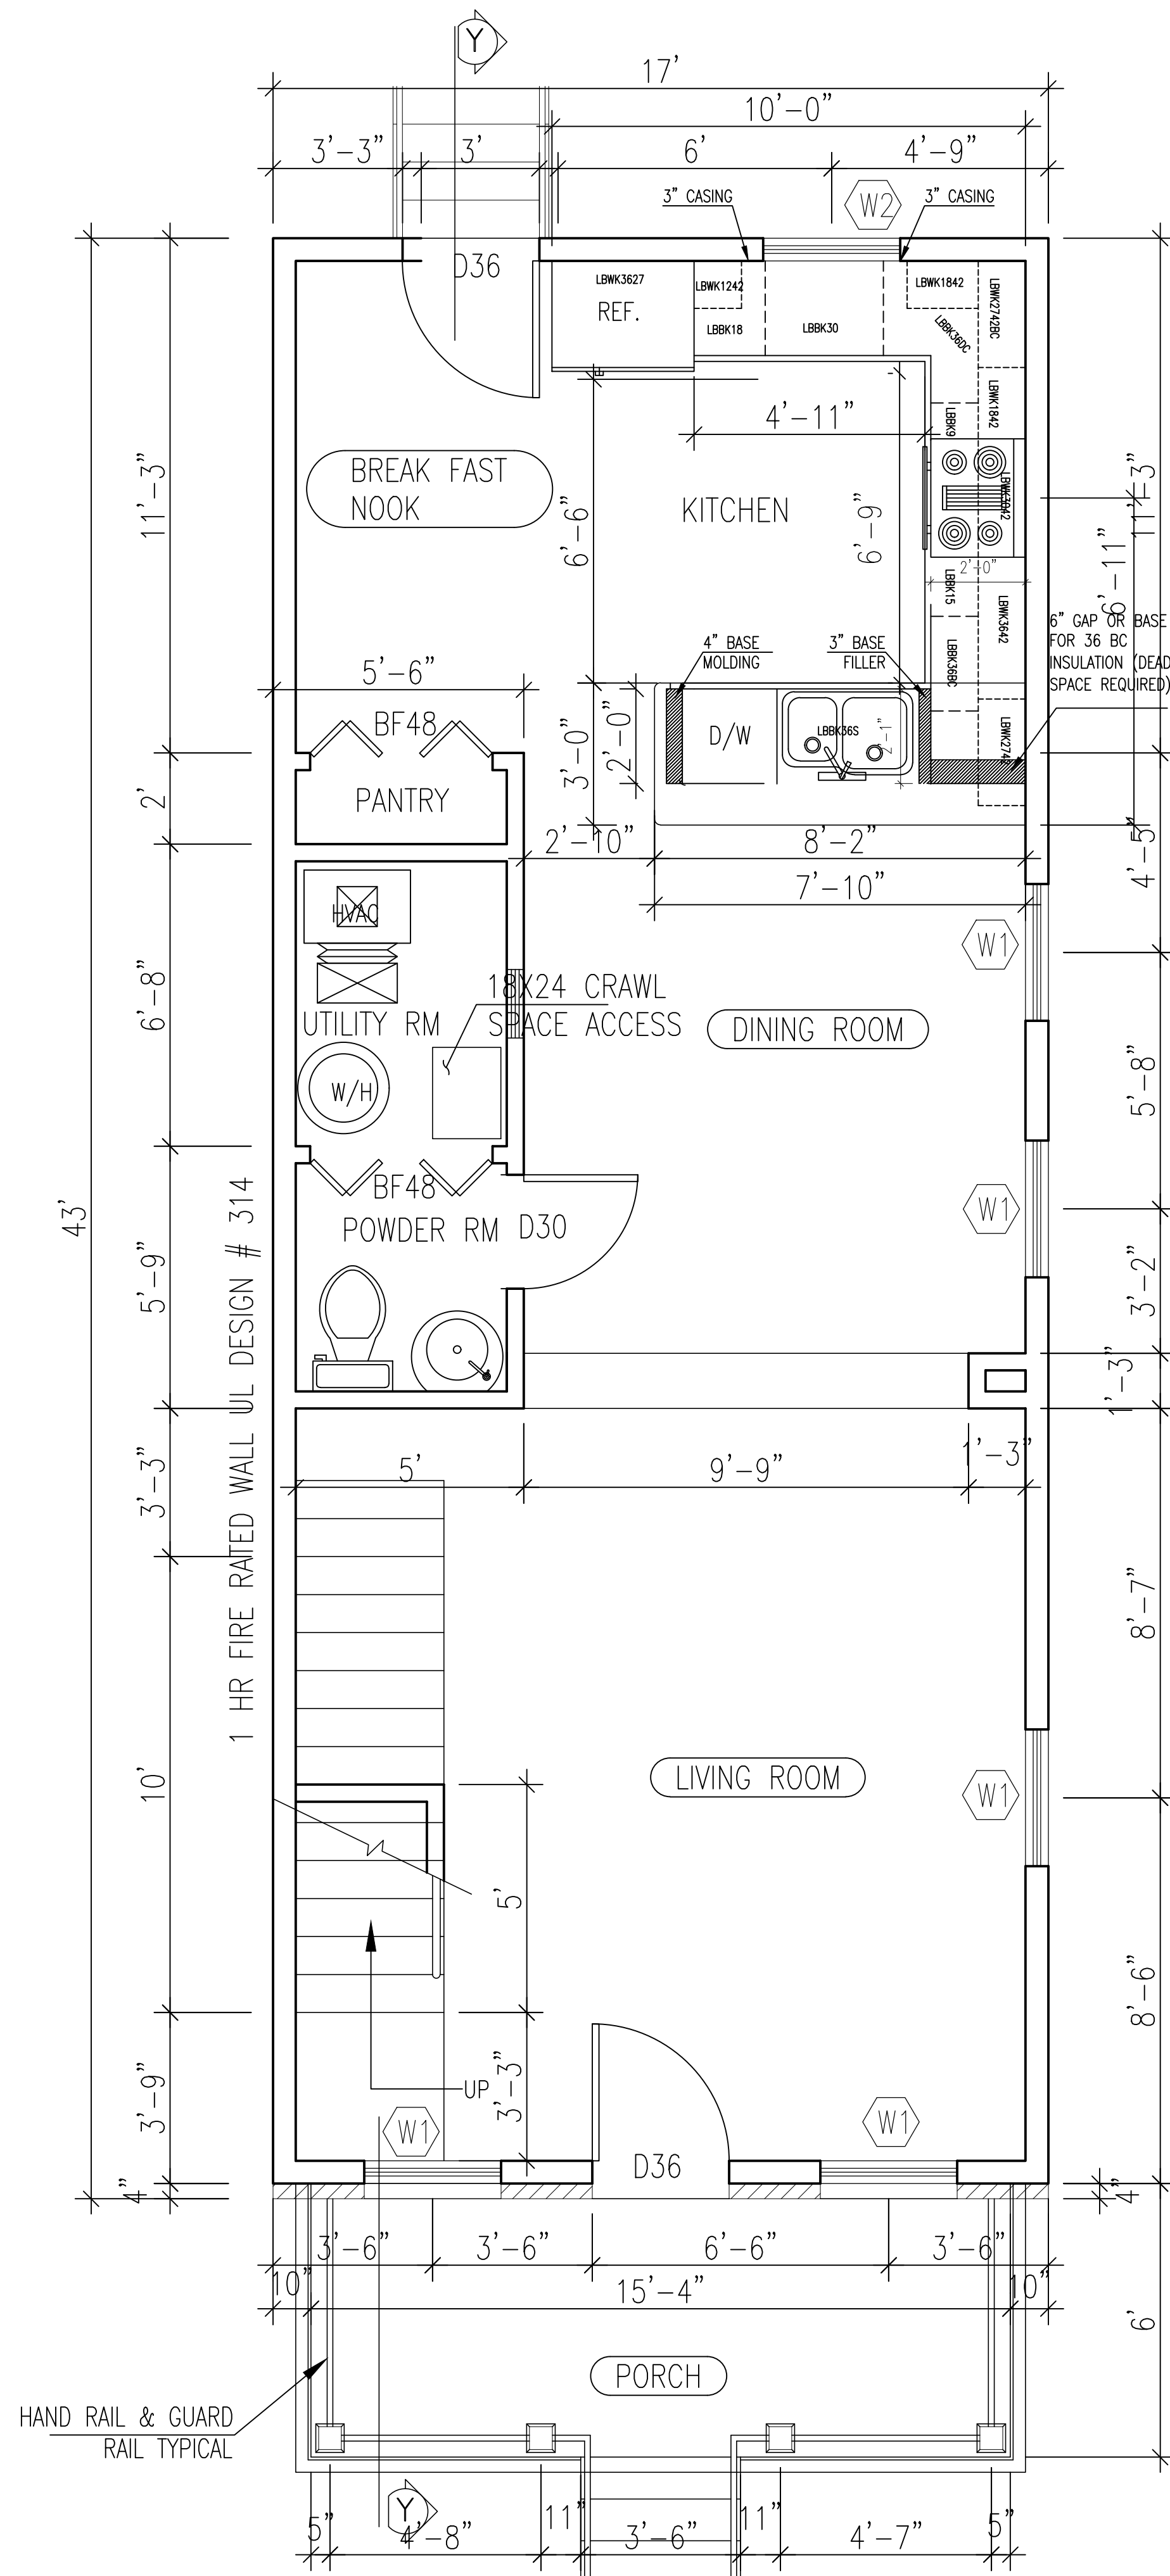 Y
17'
10'-0"
3'-3"
3'
6'
4'-9"
3" CASING
W2
3" CASING
D36
LBWK3627
REF.
LBWK1242
LBBK18
LBBK30
LBWK1842
LBBK36DC
LBWK2742BC
LBWK1842
LBBK9
LBWK3042
4'-11"
BREAK FAST
NOOK
KITCHEN
6'-6"
6'-9"
2'-0"
LBBK15
LBWK3642
LBBK36BC
LBWK2742
11'-3"
11'-3"
6'-11"
6" GAP OR BASE
FOR 36 BC
INSULATION (DEAD
SPACE REQUIRED)
4" BASE
MOLDING
3" BASE
FILLER
5'-6"
BF48
D/W
LBBK36S
2'-1"
3'-0"
2'-0"
PANTRY
2'
2'-10"
8'-2"
7'-10"
4'-5"
HVAC
W1
6'-8"
18X24 CRAWL
SPACE ACCESS
UTILITY RM
DINING ROOM
W/H
5'-8"
BF48
POWDER RM
D30
W1
43'
1 HR FIRE RATED WALL UL DESIGN # 314
5'-9"
3'-2"
1'-3"
3'-3"
5'
9'-9"
1'-3"
8'-7"
LIVING ROOM
W1
10'
5'
8'-6"
UP
3'-3"
3'-9"
W1
W1
D36
4"
4"
3'-6"
3'-6"
6'-6"
3'-6"
10"
15'-4"
10"
6'
PORCH
HAND RAIL & GUARD
RAIL TYPICAL
Y
5"
4'-8"
11"
3'-6"
11"
4'-7"
5"